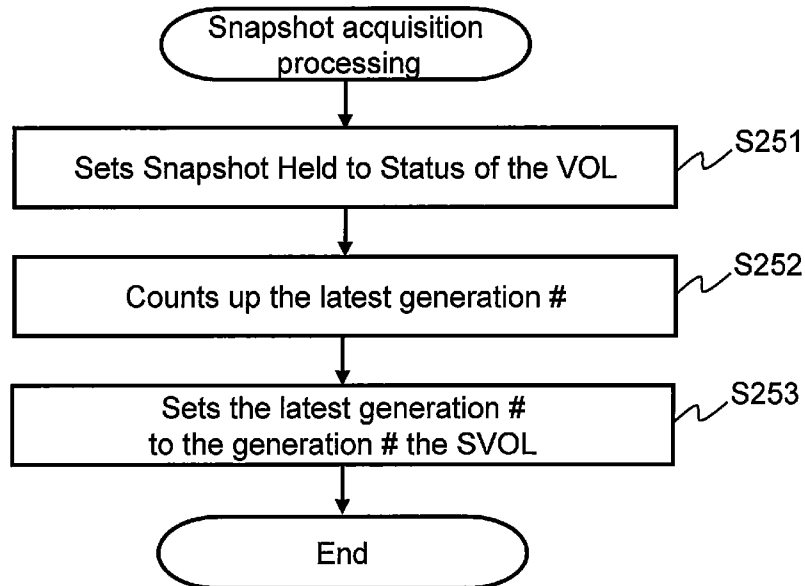 Snapshot acquisition
processing
Sets Snapshot Held to Status of the VOL
S251
Counts up the latest generation #
S252
Sets the latest generation #
to the generation # the SVOL
S253
End